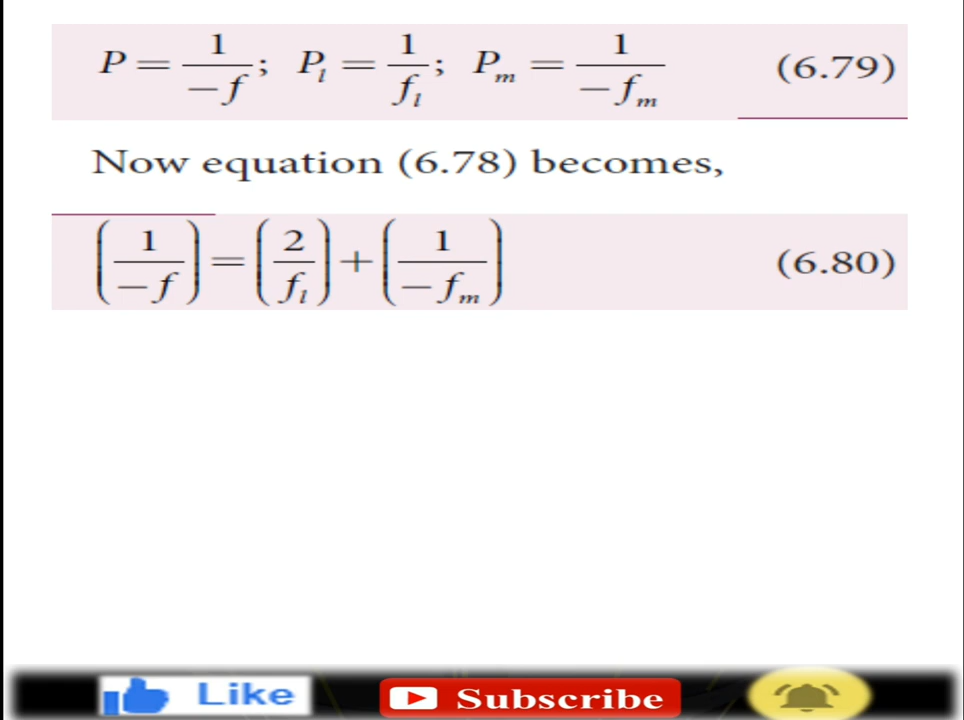 P = 1/−f; P_l = 1/f_l; P_m = 1/−f_m (6.79)
Now equation (6.78) becomes,
(1/−f) = (2/f_l) + (1/−f_m) (6.80)
Like Subscribe